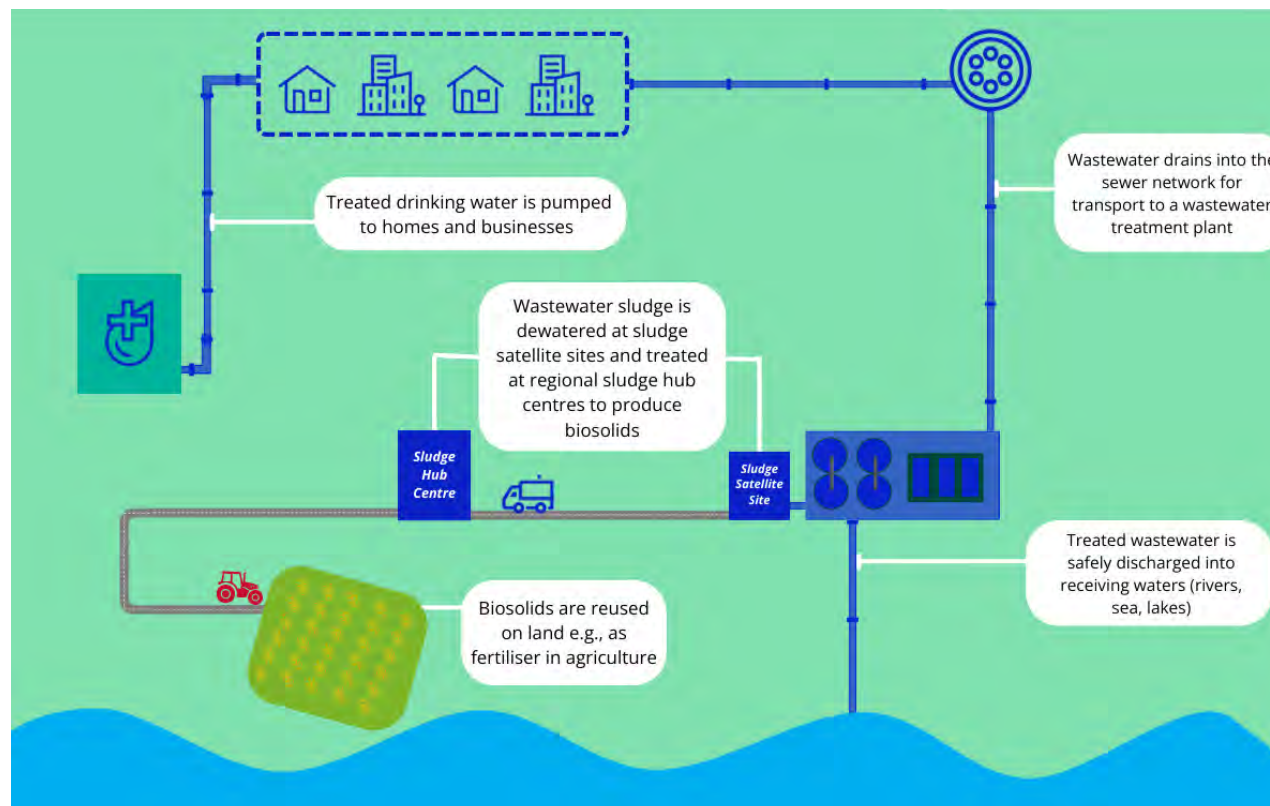 Treated drinking water is pumped
to homes and businesses
Wastewater drains into the
sewer network for
transport to a wastewater
treatment plant
Wastewater sludge is
dewatered at sludge
satellite sites and treated
at regional sludge hub
centres to produce
biosolids
Sludge
Hub
Centre
Sludge
Satellite
Site
Treated wastewater is
safely discharged into
receiving waters (rivers,
sea, lakes)
Biosolids are reused
on land e.g., as
fertiliser in agriculture